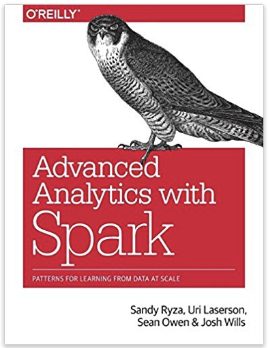 O'REILLY®
Advanced
Analytics with
Spark
PATTERNS FOR LEARNING FROM DATA AT SCALE
Sandy Ryza, Uri Laserson,
Sean Owen & Josh Wills